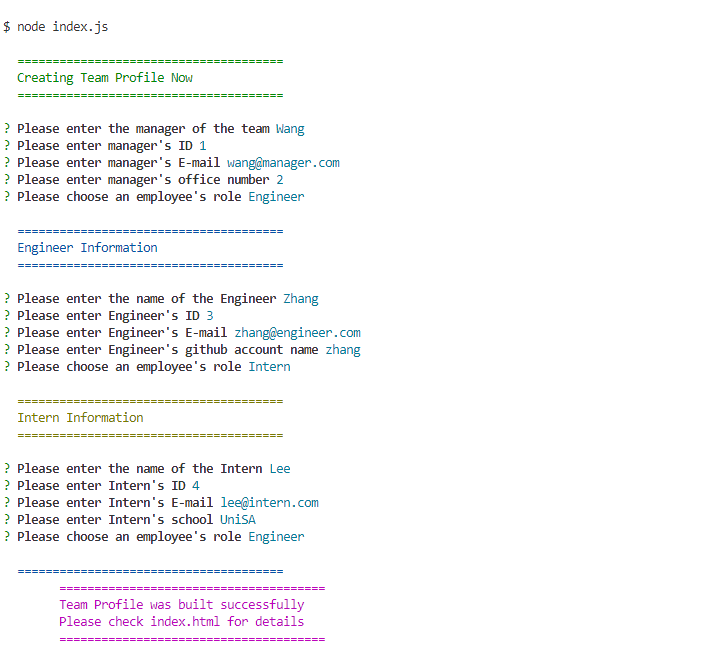 $ node index.js
======================================
Creating Team Profile Now
======================================
? Please enter the manager of the team Wang
? Please enter manager's ID 1
? Please enter manager's E-mail wang@manager.com
? Please enter manager's office number 2
? Please choose an employee's role Engineer
======================================
Engineer Information
======================================
? Please enter the name of the Engineer Zhang
? Please enter Engineer's ID 3
? Please enter Engineer's E-mail zhang@engineer.com
? Please enter Engineer's github account name zhang
? Please choose an employee's role Intern
======================================
Intern Information
======================================
? Please enter the name of the Intern Lee
? Please enter Intern's ID 4
? Please enter Intern's E-mail lee@intern.com
? Please enter Intern's school UniSA
? Please choose an employee's role Engineer
======================================
======================================
Team Profile was built successfully
Please check index.html for details
======================================